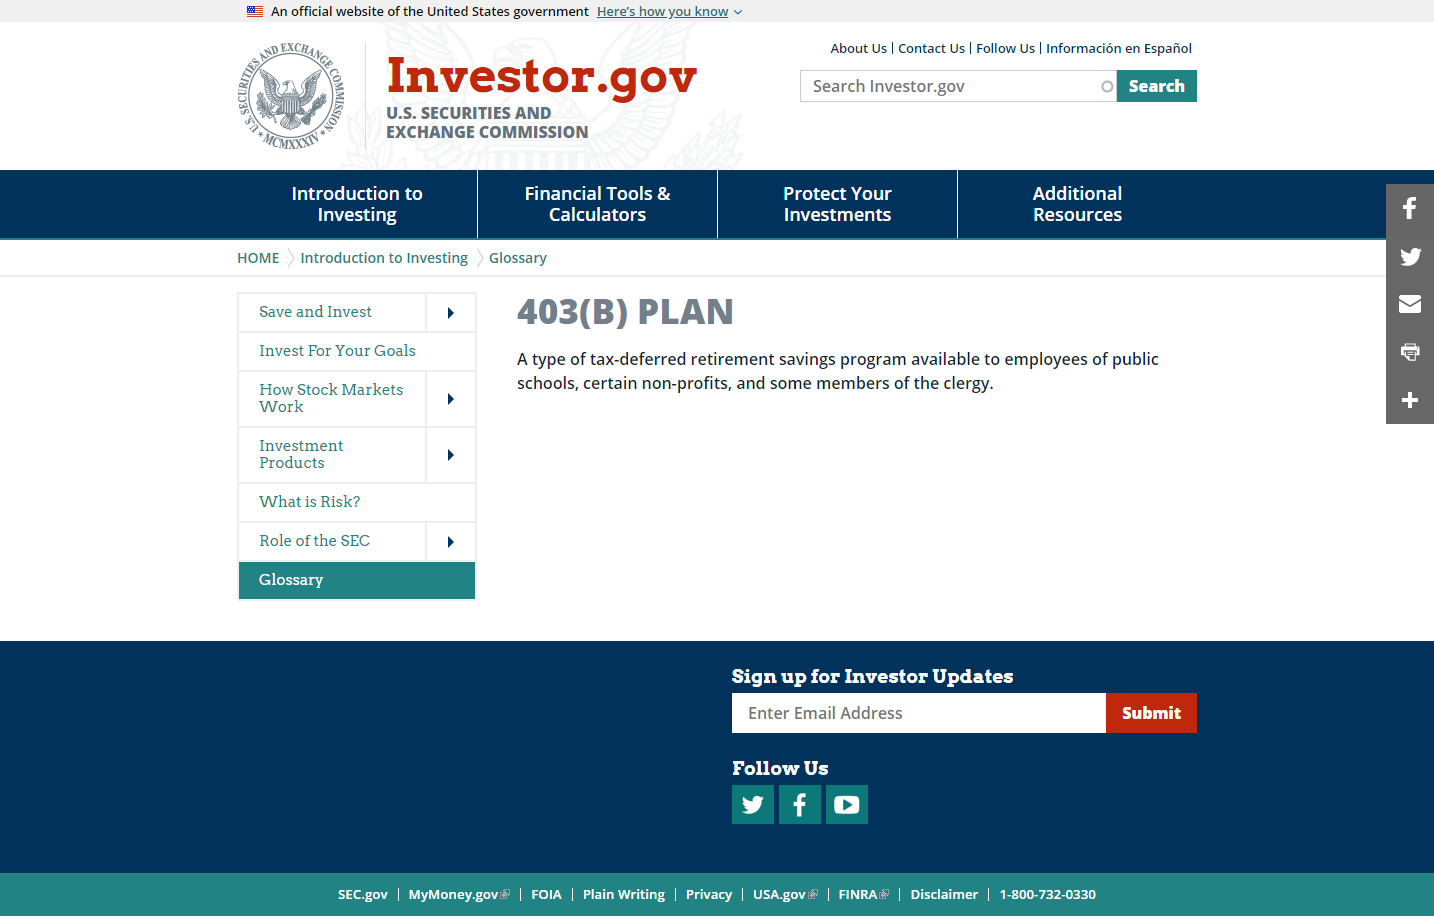 An official website of the United States government Here's how you know
About Us | Contact Us | Follow Us | Información en Español
SECURITIES AND EXCHANGE COMMISSION
U.S.
MCMXXXIV
Investor.gov
U.S. SECURITIES AND
EXCHANGE COMMISSION
Search Investor.gov
Search
Introduction to
Investing
Financial Tools &
Calculators
Protect Your
Investments
Additional
Resources
HOME
Introduction to Investing
Glossary
Save and Invest
Invest For Your Goals
How Stock Markets
Work
Investment
Products
What is Risk?
Role of the SEC
Glossary
403(B) PLAN
A type of tax-deferred retirement savings program available to employees of public
schools, certain non-profits, and some members of the clergy.
Sign up for Investor Updates
Enter Email Address
Submit
Follow Us
SEC.gov | MyMoney.gov | FOIA | Plain Writing | Privacy | USA.gov | FINRA | Disclaimer | 1-800-732-0330